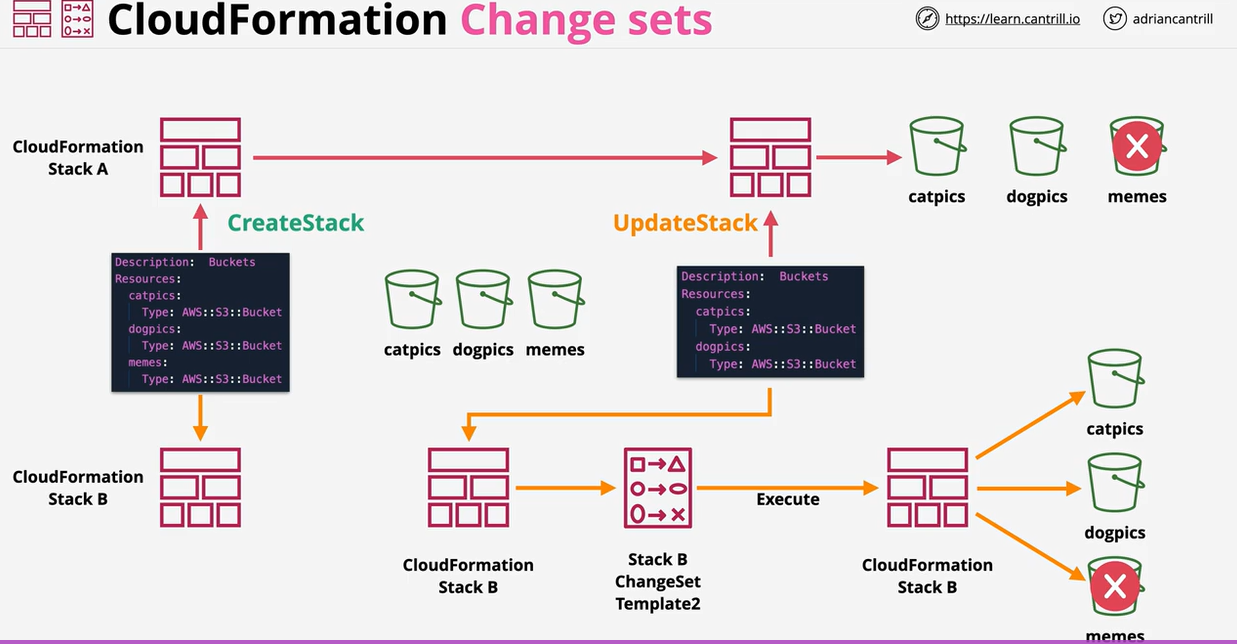 CloudFormation Change sets
https://learn.cantrill.io
adriancantrill
CloudFormation
Stack A
catpics
dogpics
memes
CreateStack
UpdateStack
Description: Buckets
Resources:
catpics:
Type: AWS::S3::Bucket
dogpics:
Type: AWS::S3::Bucket
memes:
Type: AWS::S3::Bucket
catpics
dogpics
memes
Description: Buckets
Resources:
catpics:
Type: AWS::S3::Bucket
dogpics:
Type: AWS::S3::Bucket
CloudFormation
Stack B
CloudFormation
Stack B
Stack B
ChangeSet
Template2
Execute
CloudFormation
Stack B
catpics
dogpics
memes